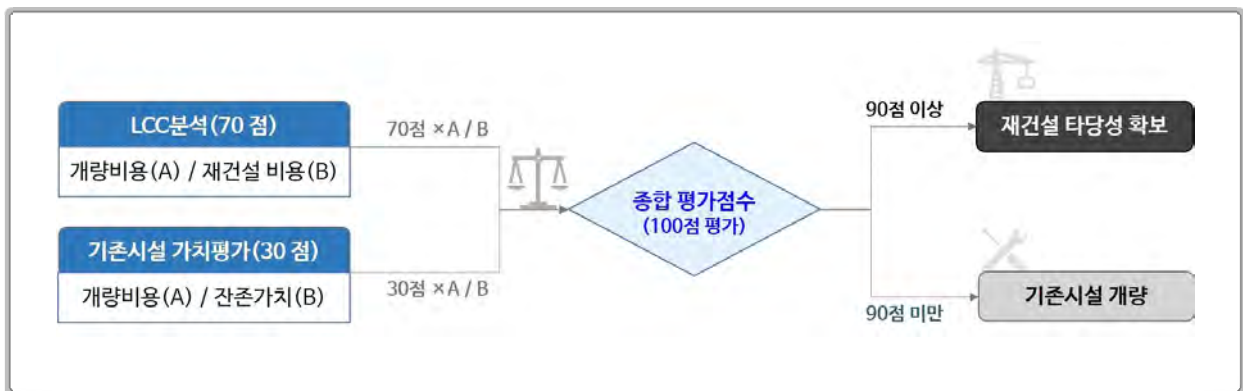 LCC분석(70 점)
개량비용(A) / 재건설 비용(B)
70점 ×A / B
기존시설 가치평가(30 점)
개량비용(A) / 잔존가치(B)
30점 ×A / B
종합 평가점수
(100점 평가)
90점 이상
재건설 타당성 확보
90점 미만
기존시설 개량